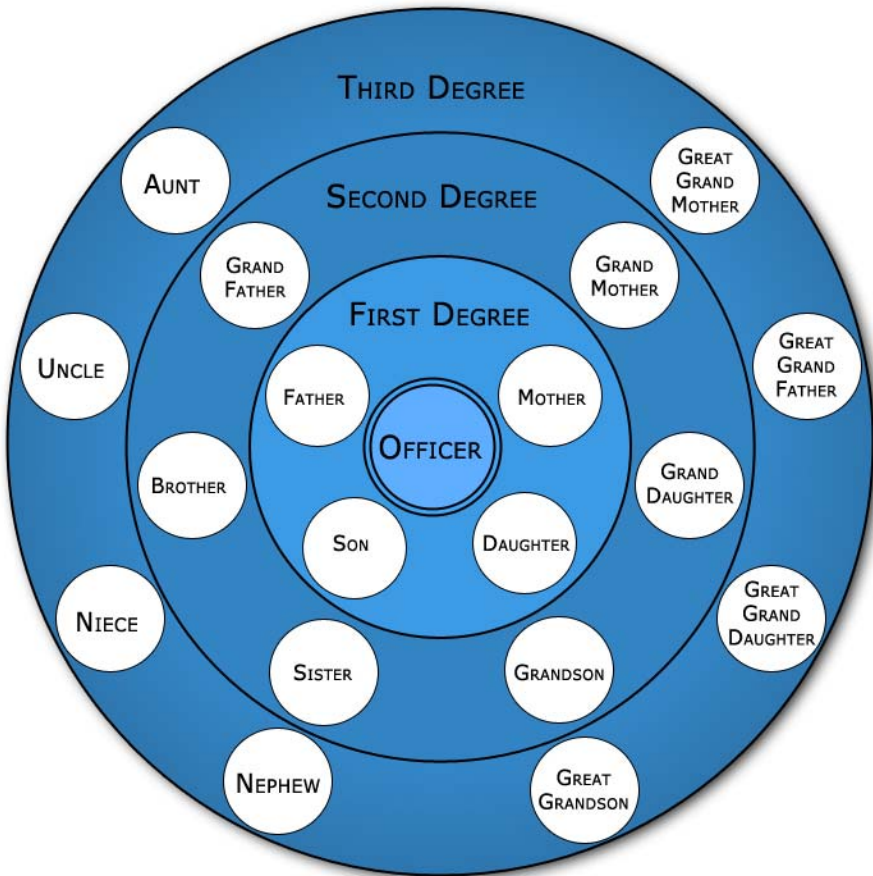 THIRD DEGREE
AUNT
GREAT
GRAND
MOTHER
SECOND DEGREE
GRAND
FATHER
GRAND
MOTHER
FIRST DEGREE
UNCLE
GREAT
GRAND
FATHER
FATHER
MOTHER
OFFICER
BROTHER
GRAND
DAUGHTER
SON
DAUGHTER
NIECE
GREAT
GRAND
DAUGHTER
SISTER
GRANDSON
NEPHEW
GREAT
GRANDSON